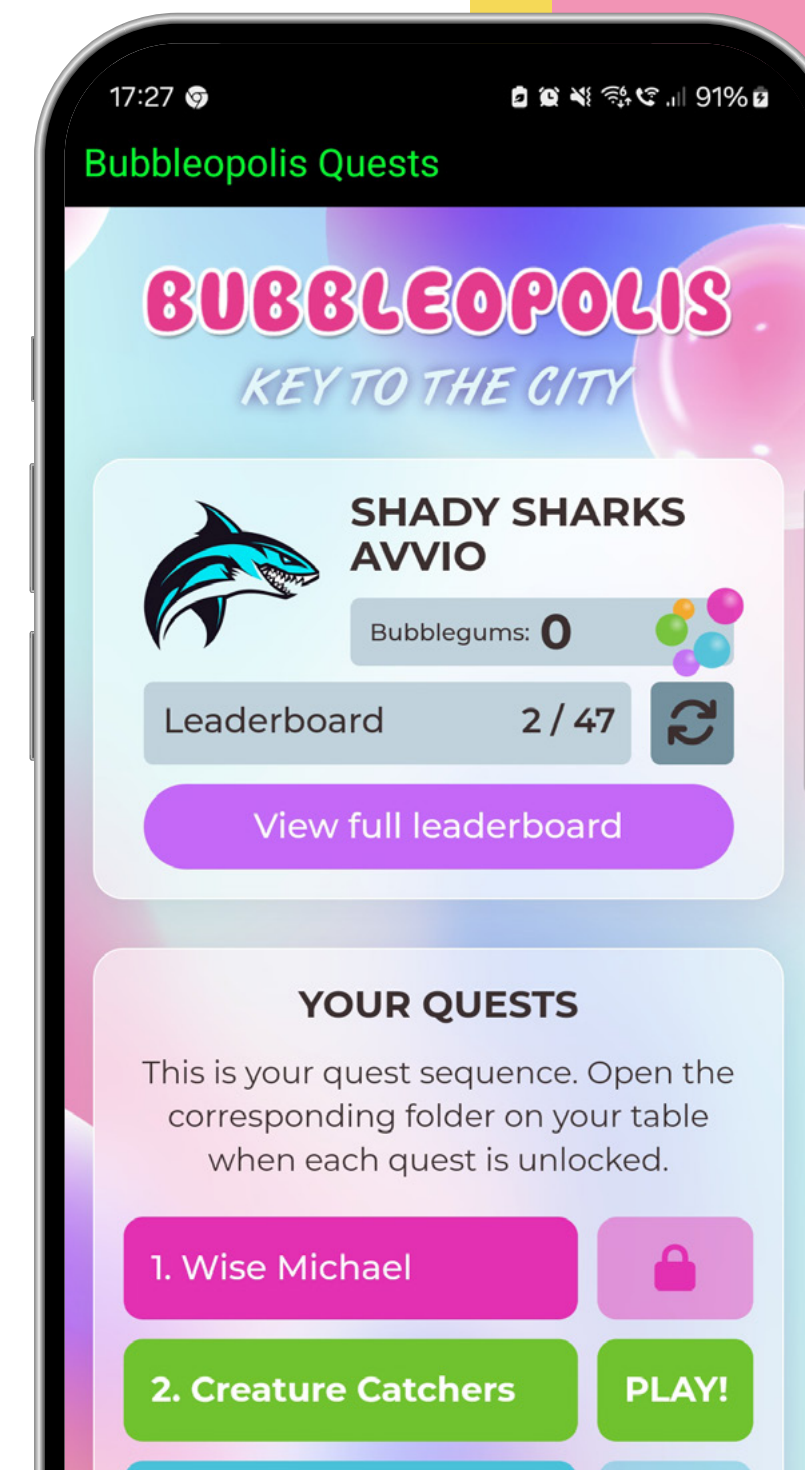 17:27
91%
Bubbleopolis Quests
BUBBLEOPOLIS
KEY TO THE CITY
SHADY SHARKS
AVVIO
Bubblegums: 0
Leaderboard 2 / 47
View full leaderboard
YOUR QUESTS
This is your quest sequence. Open the
corresponding folder on your table
when each quest is unlocked.
1. Wise Michael
2. Creature Catchers PLAY!